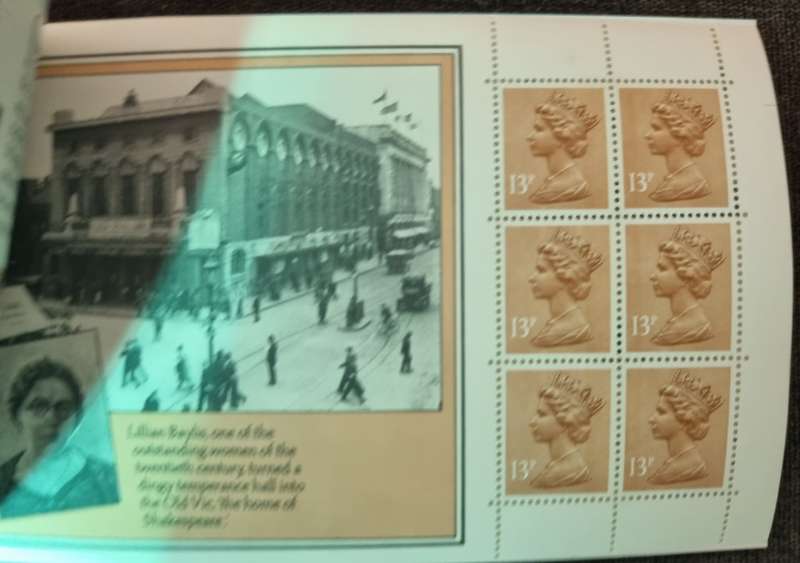 Lillian Baylis, one of the
outstanding women of the
twentieth century, turned a
dingy temperance hall into
the Old Vic, 'the home of
Shakespeare'.
13P
13P
13P
13P
13P
13P